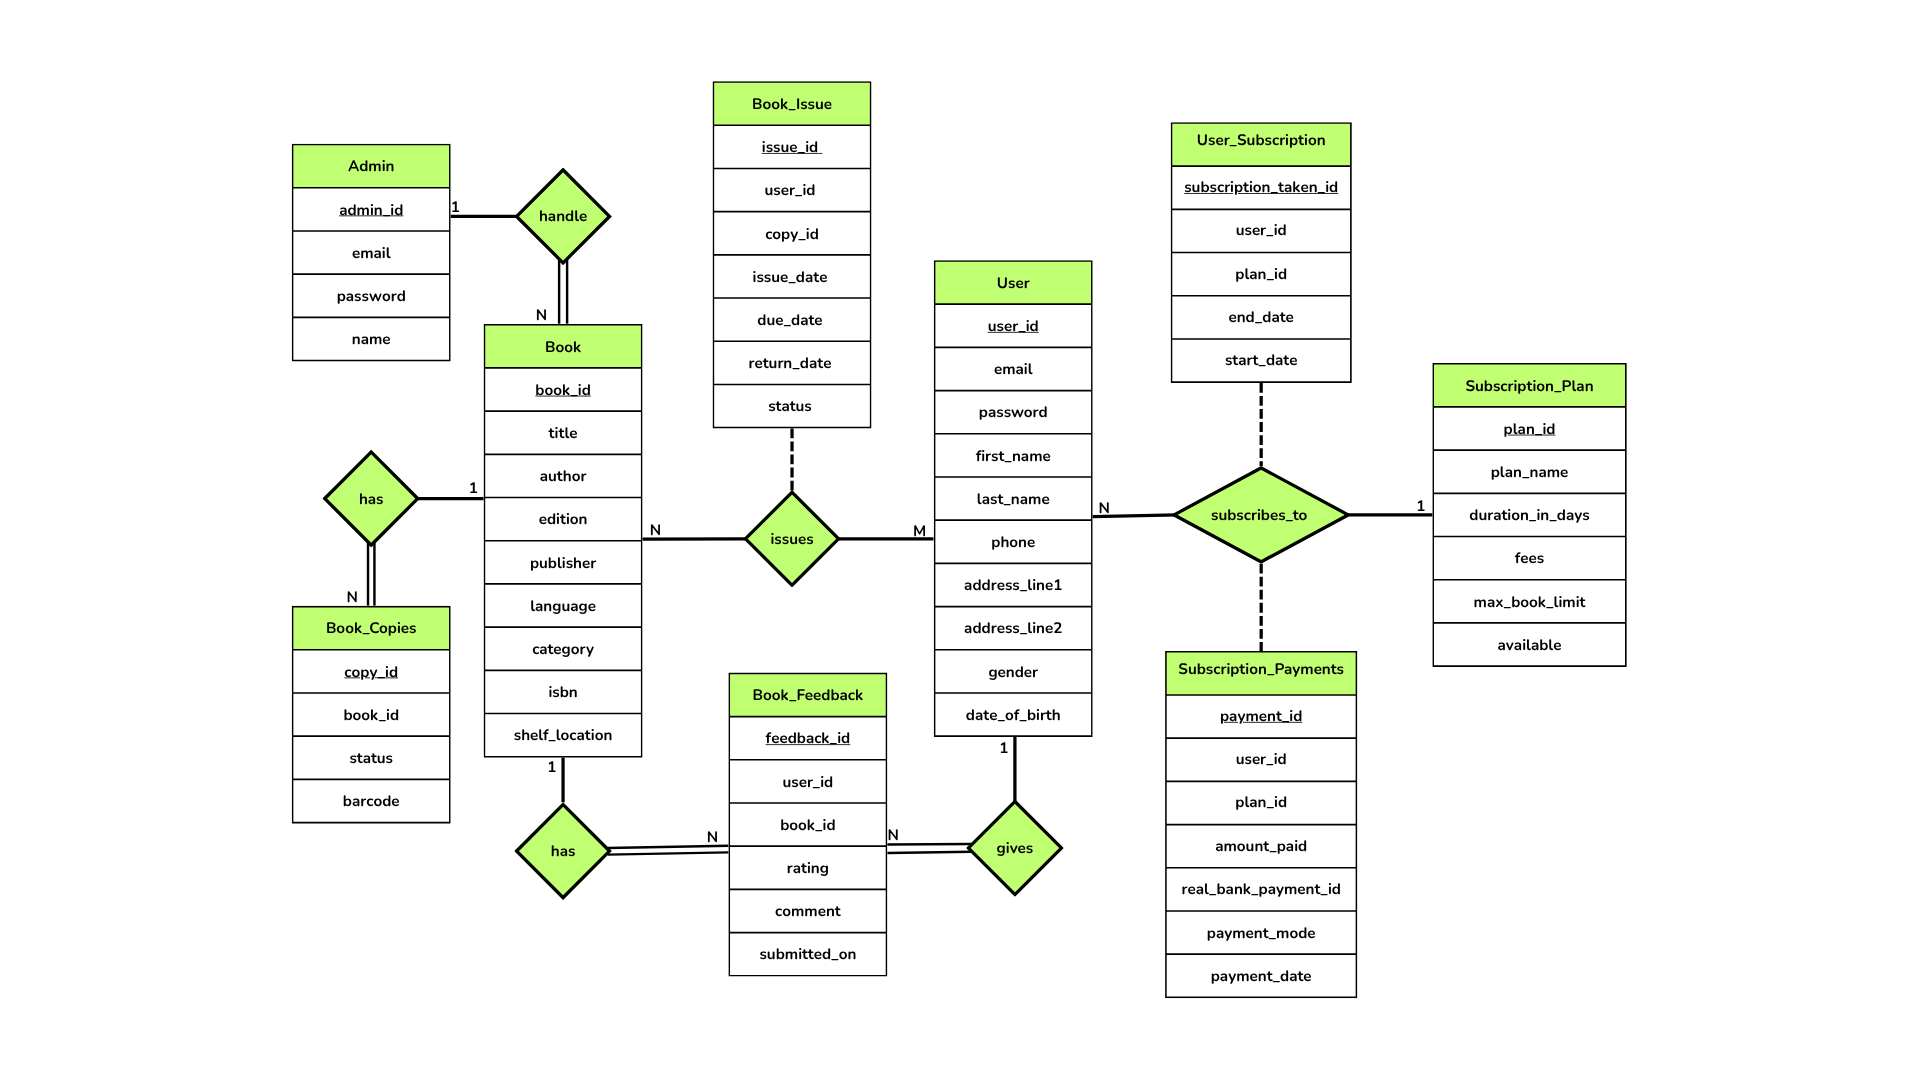 Admin
admin_id
email
password
name
1
handle
N
Book
book_id
title
author
edition
publisher
language
category
isbn
shelf_location
has
1
N
Book_Copies
copy_id
book_id
status
barcode
Book_Issue
issue_id
user_id
copy_id
issue_date
due_date
return_date
status
N
issues
M
User
user_id
email
password
first_name
last_name
phone
address_line1
address_line2
gender
date_of_birth
1
has
N
Book_Feedback
feedback_id
user_id
book_id
rating
comment
submitted_on
N
gives
1
User_Subscription
subscription_taken_id
user_id
plan_id
end_date
start_date
N
subscribes_to
1
Subscription_Plan
plan_id
plan_name
duration_in_days
fees
max_book_limit
available
Subscription_Payments
payment_id
user_id
plan_id
amount_paid
real_bank_payment_id
payment_mode
payment_date